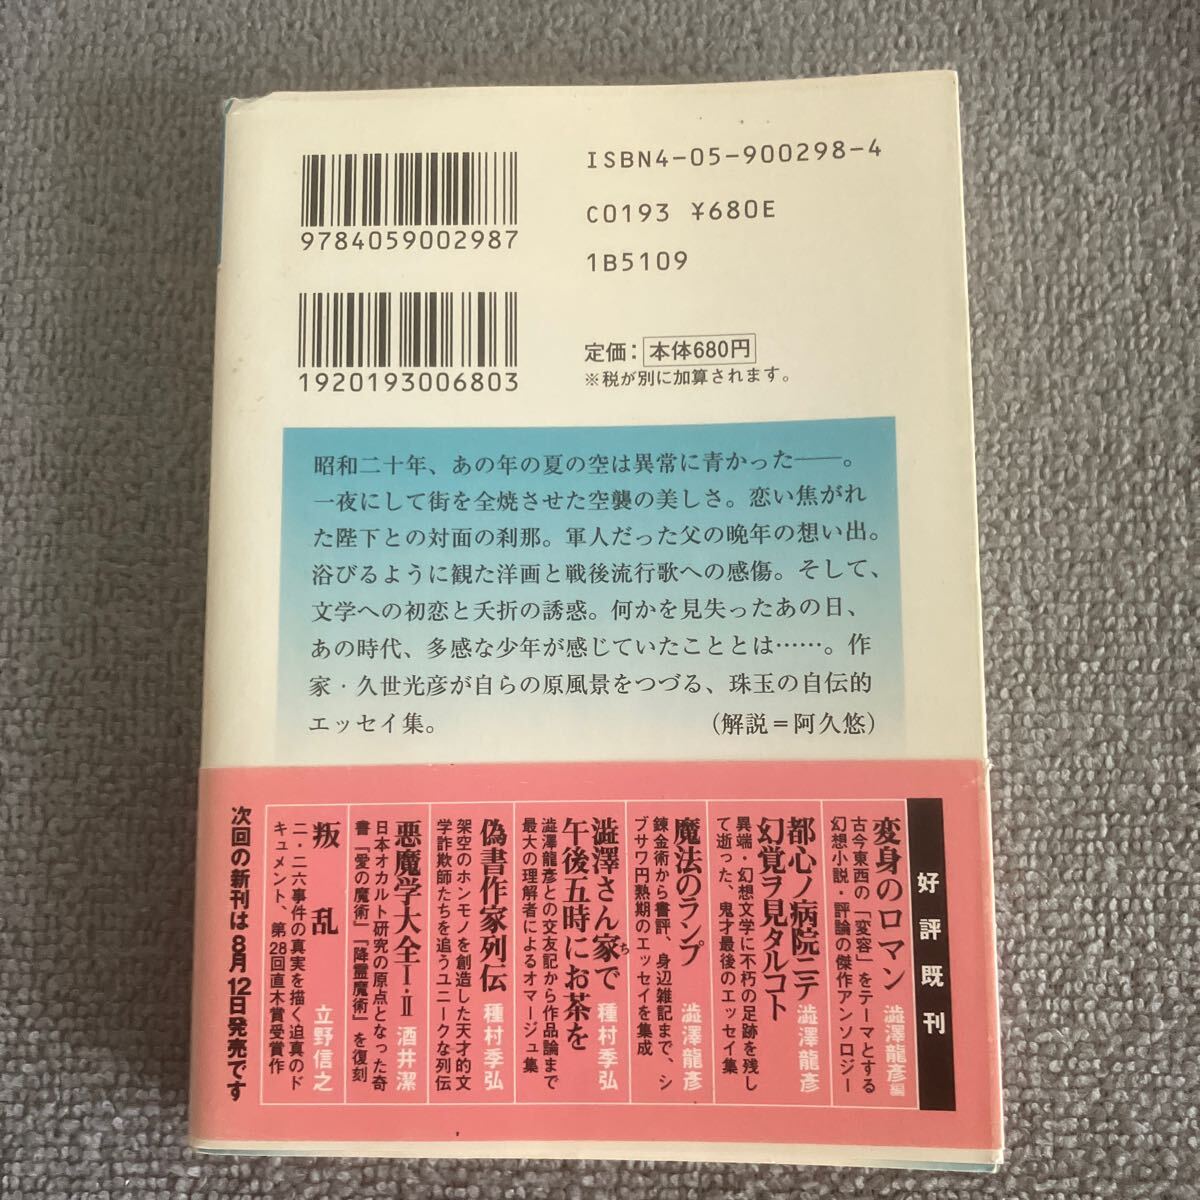 ISBN4-05-900298-4
C0193 ¥680E
1B5109
9784059002987
1920193006803
定価：本体680円
※税が別に加算されます。
昭和二十年、あの年の夏の空は異常に青かった――。
一夜にして街を全焼させた空襲の美しさ。恋い焦がれ
た陛下との対面の刹那。軍人だった父の晩年の想い出。
浴びるように観た洋画と戦後流行歌への感傷。そして、
文学への初恋と夭折の誘惑。何かを見失ったあの日、
あの時代、多感な少年が感じていたこととは……。作
家・久世光彦が自らの原風景をつづる、珠玉の自伝的
エッセイ集。
（解説＝阿久悠）
好評既刊
変身のロマン 澁澤龍彥編
古今東西の「変容」をテーマとする
幻想小説・評論の傑作アンソロジー
都心ノ病院ニテ
幻覚ヲ見タルコト 澁澤龍彥
異端・幻想文学に不朽の足跡を残し
て逝った、鬼才最後のエッセイ集
魔法のランプ 澁澤龍彥
錬金術から書評、身辺雑記まで、シ
ブサワ円熟期のエッセイを集成
澁澤さん家で
ち
午後五時にお茶を 種村季弘
澁澤龍彥との交友記から作品論まで
最大の理解者によるオマージュ集
偽書作家列伝 種村季弘
架空のホンモノを創造した天才的文
学詐欺師たちを追うユニークな列伝
悪魔学大全Ⅰ・Ⅱ 酒井潔
日本オカルト研究の原点となった奇
書「愛の魔術」「降霊魔術」を復刻
叛乱 立野信之
二・二六事件の真実を描く迫真のド
キュメント、第28回直木賞受賞作
次回の新刊は8月12日発売です